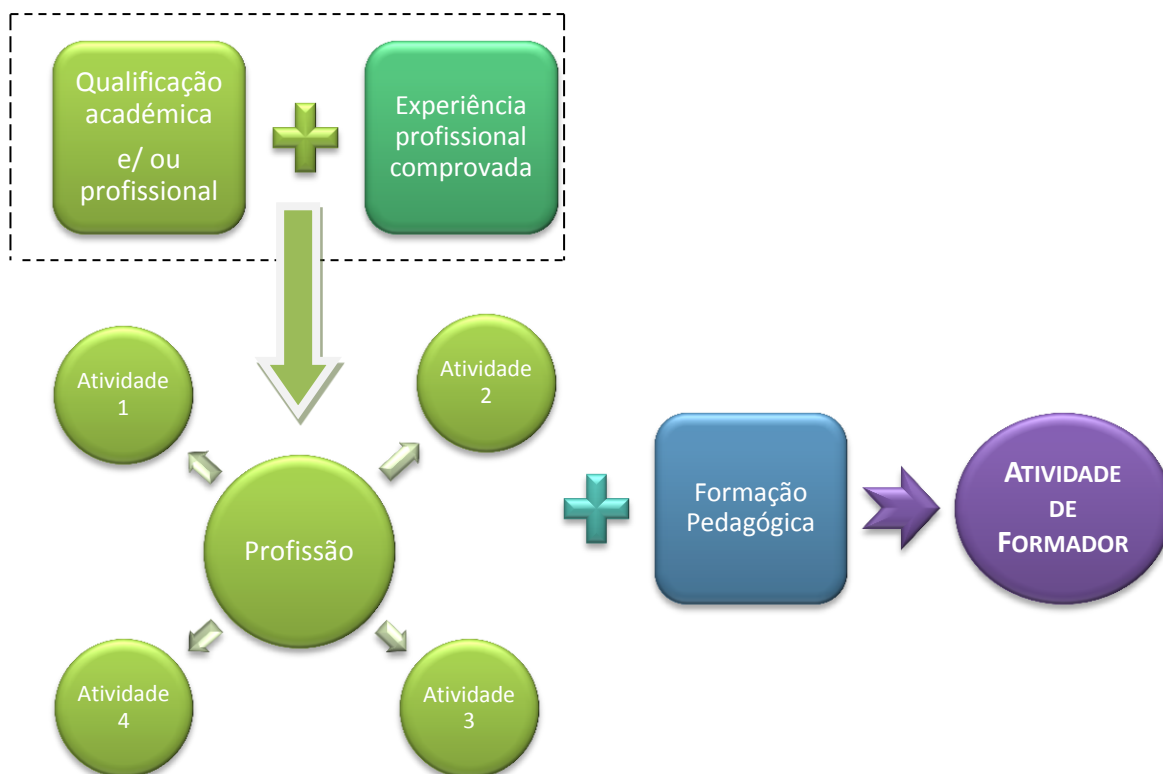 Qualificação
académica
e/ ou
profissional
Experiência
profissional
comprovada
Atividade
1
Atividade
2
Profissão
Atividade
4
Atividade
3
Formação
Pedagógica
ATIVIDADE
DE
FORMADOR